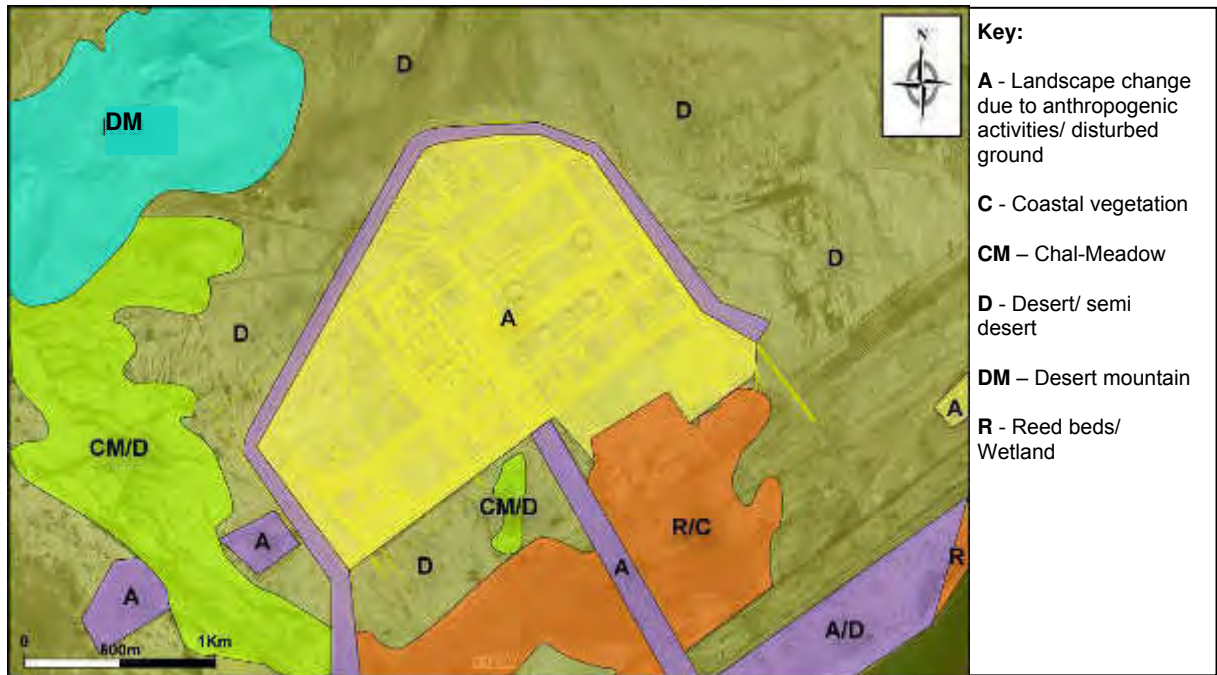 D
N
D
DM
D
A
D
A
CM/D
CM/D
R/C
A
D
A
R
A
A/D
0
1Km
Key:
A - Landscape change
due to anthropogenic
activities/ disturbed
ground
C - Coastal vegetation
CM – Chal-Meadow
D - Desert/ semi
desert
DM – Desert mountain
R - Reed beds/
Wetland